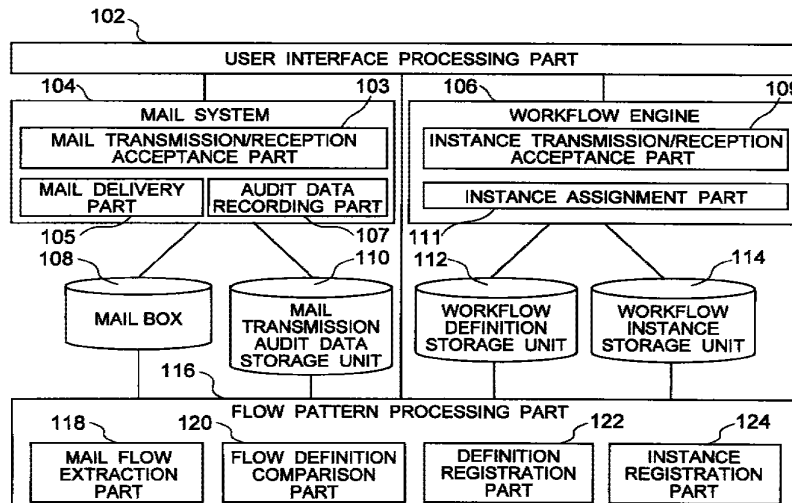 102
USER INTERFACE PROCESSING PART
104
103
106
109
MAIL SYSTEM
MAIL TRANSMISSION/RECEPTION
ACCEPTANCE PART
MAIL DELIVERY
PART
AUDIT DATA
RECORDING PART
105
107
WORKFLOW ENGINE
INSTANCE TRANSMISSION/RECEPTION
ACCEPTANCE PART
INSTANCE ASSIGNMENT PART
111
108
110
112
114
MAIL BOX
MAIL
TRANSMISSION
AUDIT DATA
STORAGE UNIT
WORKFLOW
DEFINITION
STORAGE UNIT
WORKFLOW
INSTANCE
STORAGE UNIT
116
FLOW PATTERN PROCESSING PART
118
120
122
124
MAIL FLOW
EXTRACTION
PART
FLOW DEFINITION
COMPARISON
PART
DEFINITION
REGISTRATION
PART
INSTANCE
REGISTRATION
PART